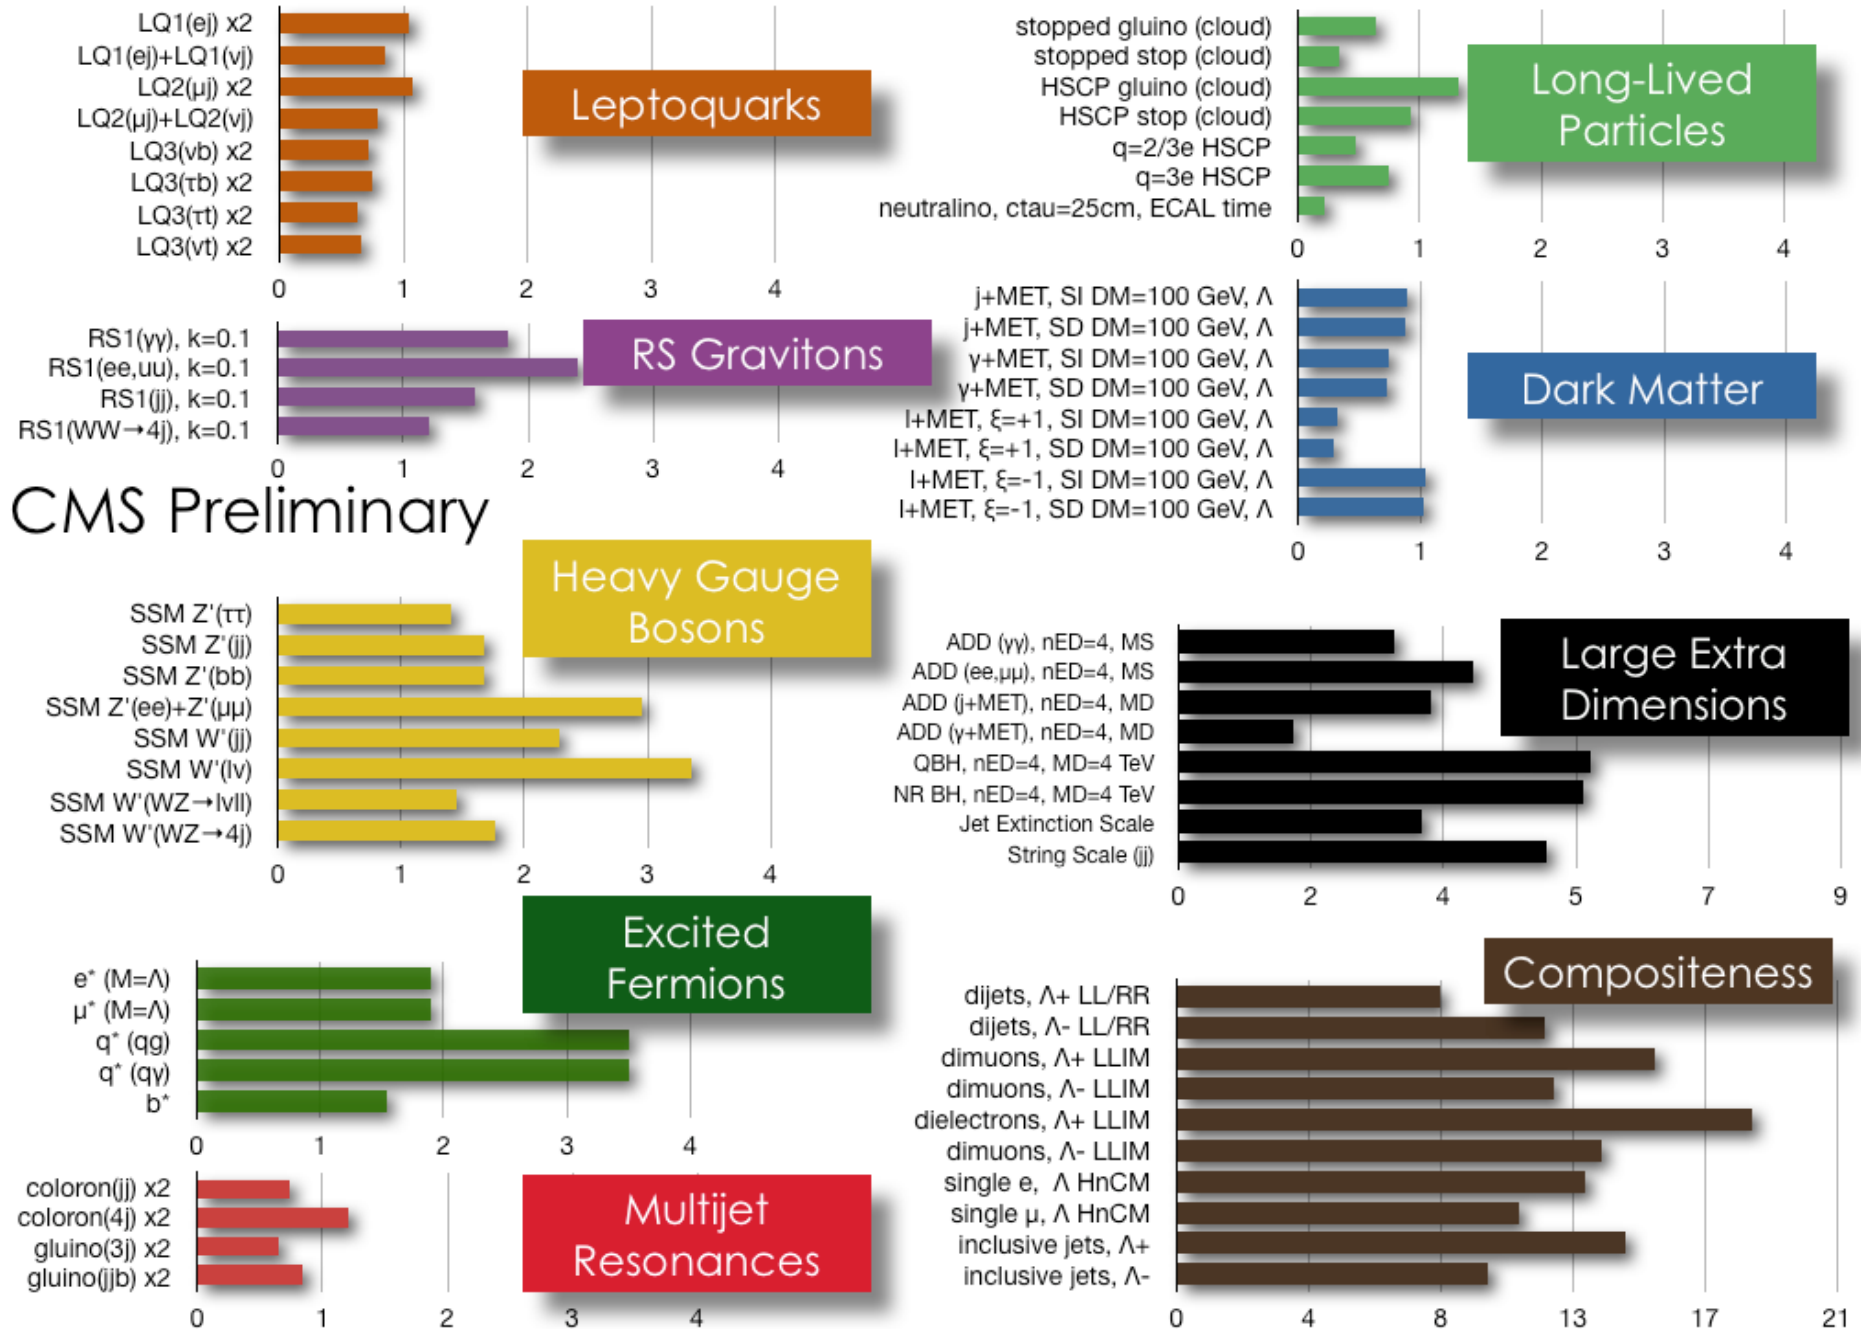 LQ1(ej) x2
LQ1(ej)+LQ1(νj)
LQ2(μj) x2
LQ2(μj)+LQ2(νj)
LQ3(νb) x2
LQ3(τb) x2
LQ3(τt) x2
LQ3(vt) x2
0 1 2 3 4
Leptoquarks
RS1(γγ), k=0.1
RS1(ee,uu), k=0.1
RS1(jj), k=0.1
RS1(WW→4j), k=0.1
0 1 2 3 4
RS Gravitons
CMS Preliminary
Heavy Gauge
Bosons
SSM Z'(ττ)
SSM Z'(jj)
SSM Z'(bb)
SSM Z'(ee)+Z'(μμ)
SSM W'(jj)
SSM W'(lv)
SSM W'(WZ→lvll)
SSM W'(WZ→4j)
0 1 2 3 4
Excited
Fermions
e* (M=Λ)
μ* (M=Λ)
q* (qg)
q* (qγ)
b*
0 1 2 3 4
coloron(jj) x2
coloron(4j) x2
gluino(3j) x2
gluino(jjb) x2
0 1 2 3 4
Multijet
Resonances
stopped gluino (cloud)
stopped stop (cloud)
HSCP gluino (cloud)
HSCP stop (cloud)
q=2/3e HSCP
q=3e HSCP
neutralino, ctau=25cm, ECAL time
0 1 2 3 4
Long-Lived
Particles
j+MET, SI DM=100 GeV, Λ
j+MET, SD DM=100 GeV, Λ
γ+MET, SI DM=100 GeV, Λ
γ+MET, SD DM=100 GeV, Λ
l+MET, ξ=+1, SI DM=100 GeV, Λ
l+MET, ξ=+1, SD DM=100 GeV, Λ
l+MET, ξ=-1, SI DM=100 GeV, Λ
l+MET, ξ=-1, SD DM=100 GeV, Λ
0 1 2 3 4
Dark Matter
ADD (γγ), nED=4, MS
ADD (ee,μμ), nED=4, MS
ADD (j+MET), nED=4, MD
ADD (γ+MET), nED=4, MD
QBH, nED=4, MD=4 TeV
NR BH, nED=4, MD=4 TeV
Jet Extinction Scale
String Scale (jj)
0 2 4 5 7 9
Large Extra
Dimensions
Compositeness
dijets, Λ+ LL/RR
dijets, Λ- LL/RR
dimuons, Λ+ LLIM
dimuons, Λ- LLIM
dielectrons, Λ+ LLIM
dimuons, Λ- LLIM
single e, Λ HnCM
single μ, Λ HnCM
inclusive jets, Λ+
inclusive jets, Λ-
0 4 8 13 17 21